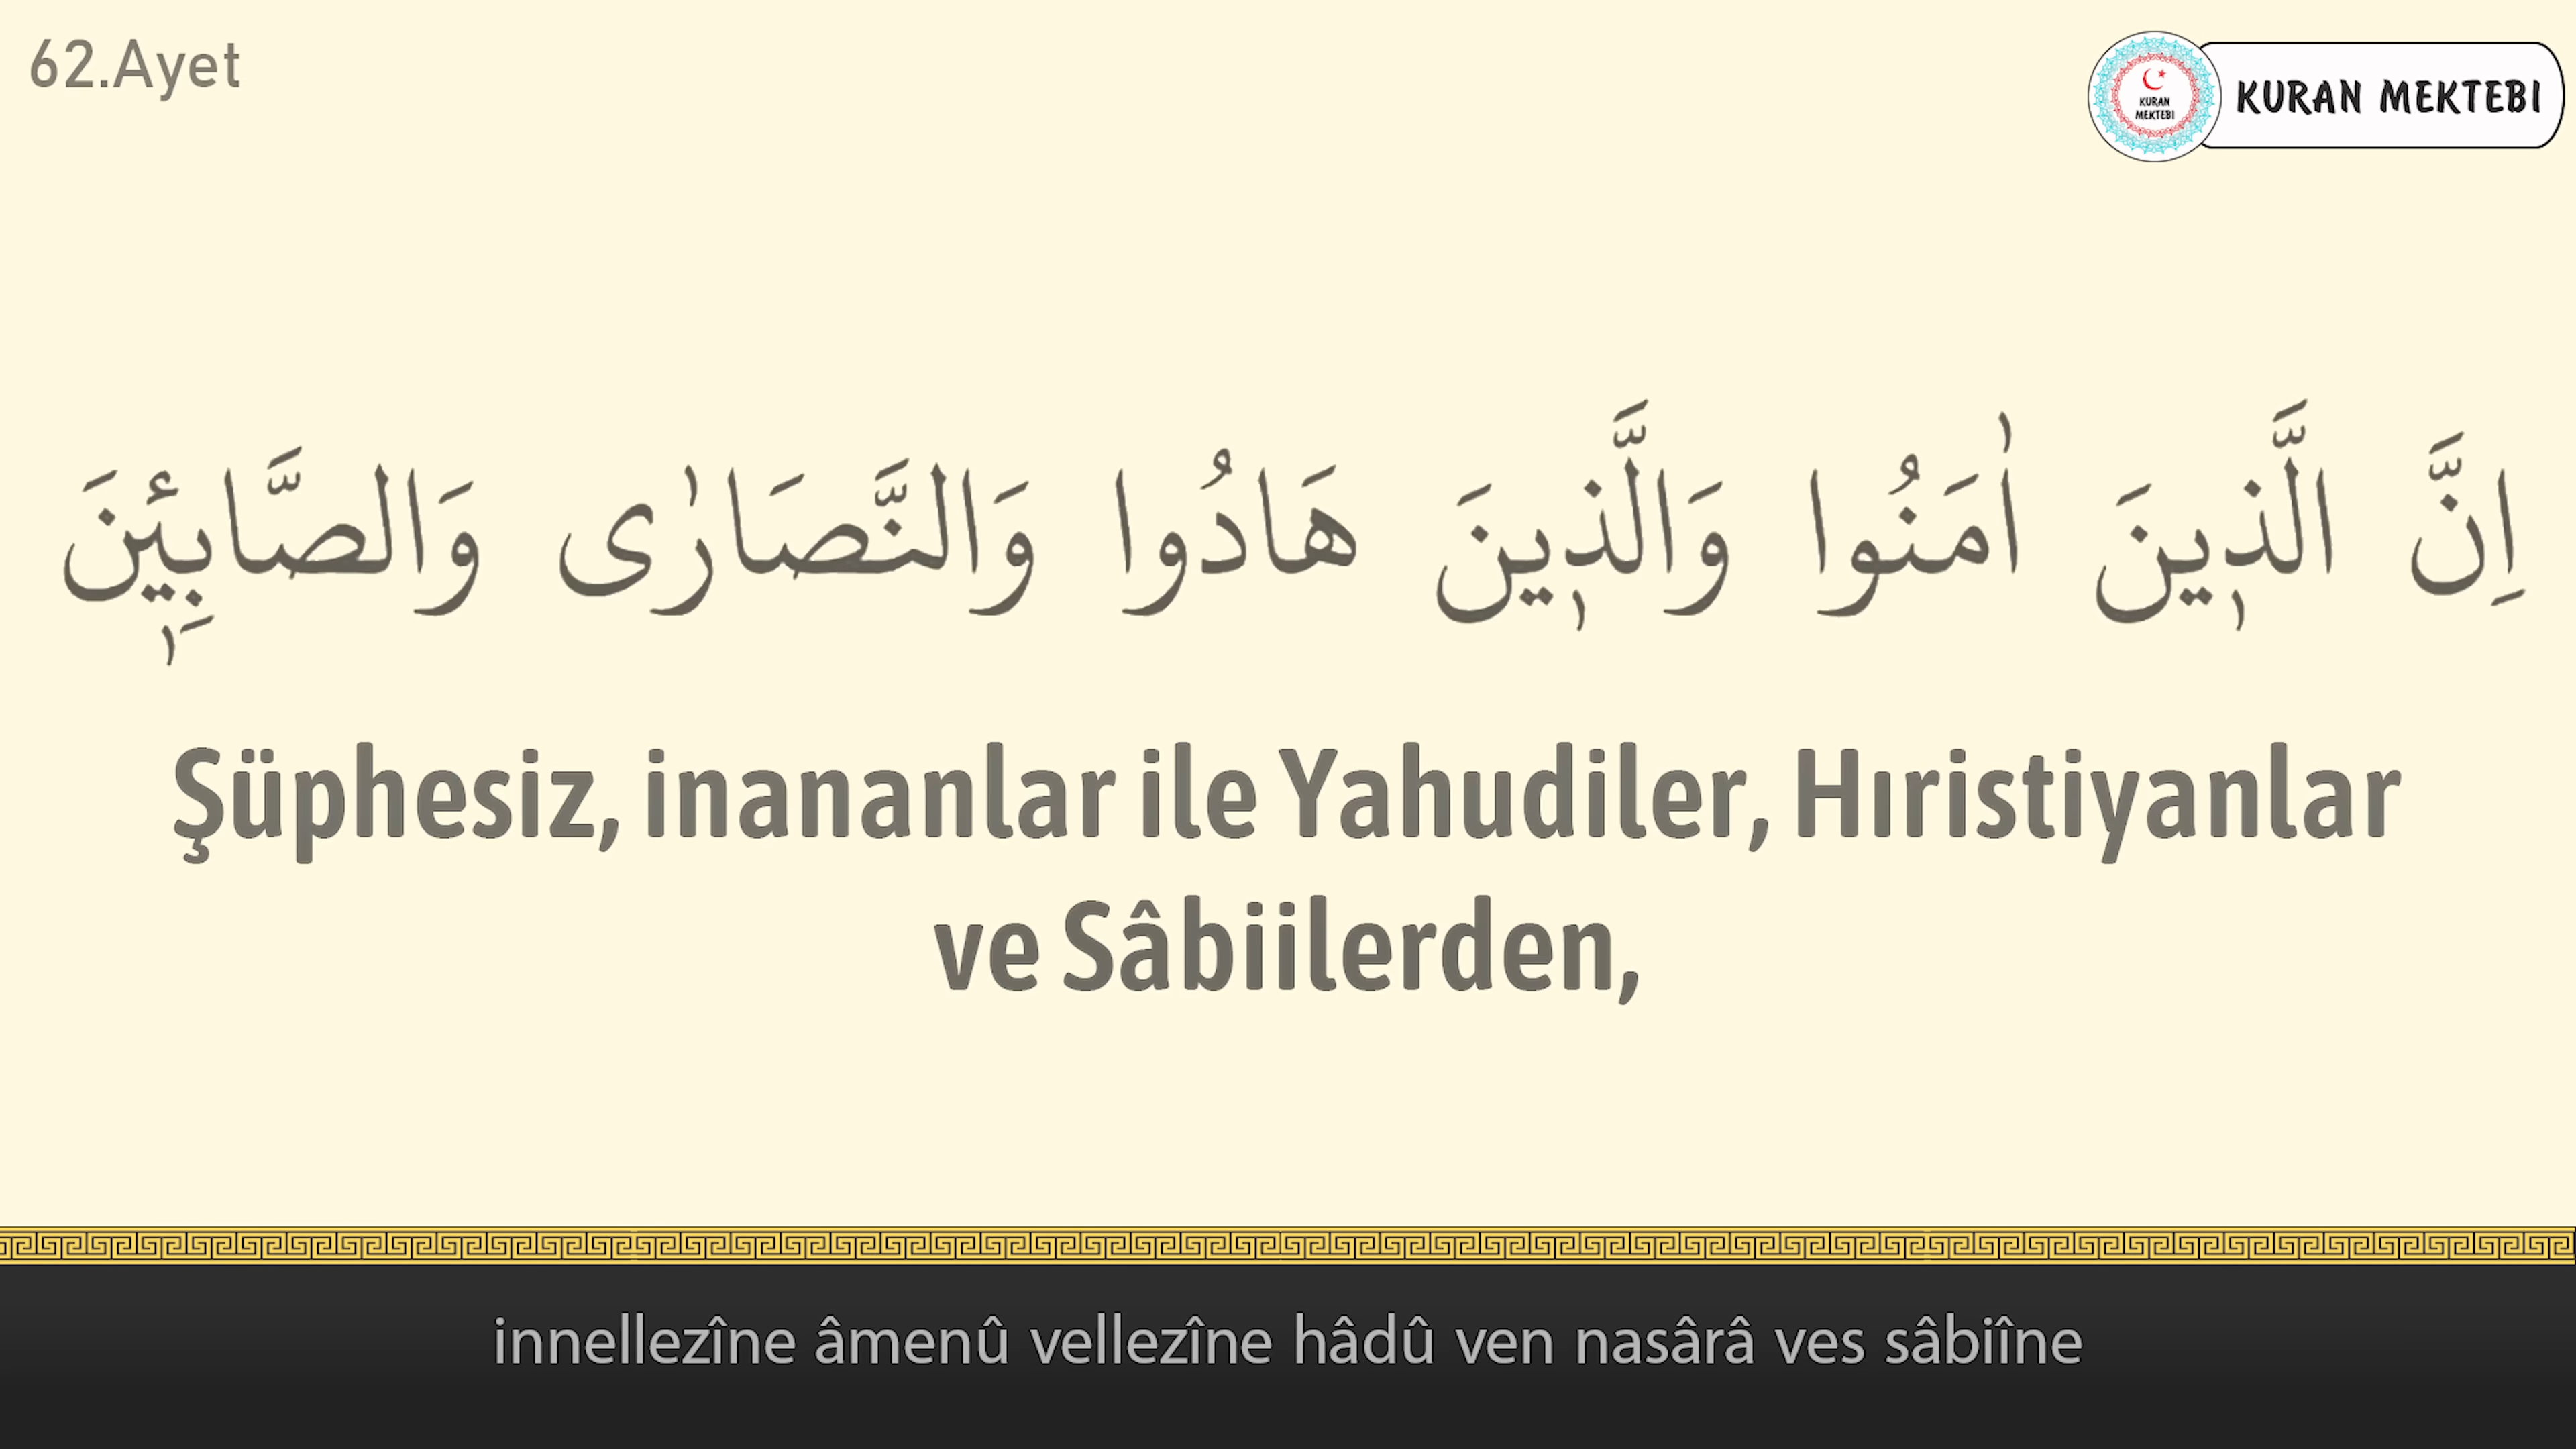 62.Ayet
KURAN
MEKTEBI
KURAN MEKTEBI
اِنَّ الَّذ۪ينَ اٰمَنُوا وَالَّذ۪ينَ هَادُوا وَالنَّصَارٰى وَالصَّابِـ۪ٔينَ
Şüphesiz, inananlar ile Yahudiler, Hıristiyanlar
ve Sâbiilerden,
innellezîne âmenû vellezîne hâdû ven nasârâ ves sâbiîne